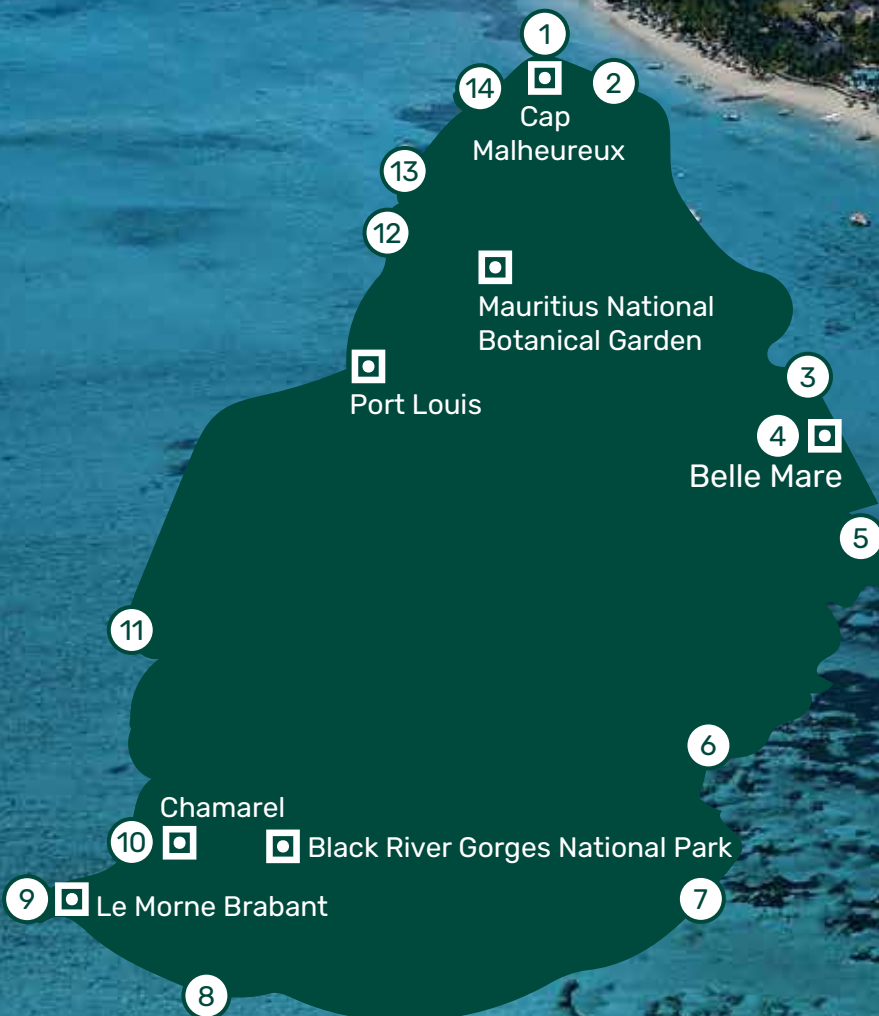 1
14
2
Cap
Malheureux
13
12
Mauritius National
Botanical Garden
Port Louis
3
4
Belle Mare
5
11
6
Chamarel
10
Black River Gorges National Park
9
Le Morne Brabant
7
8